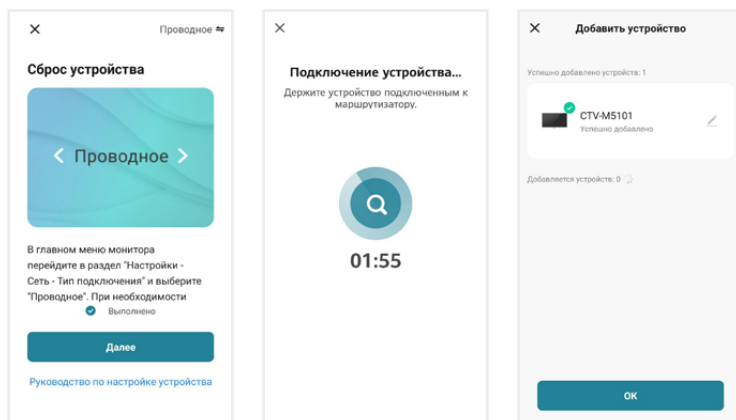 Проводное ⇋
Сброс устройства
Проводное
В главном меню монитора
перейдите в раздел "Настройки -
Сеть - Тип подключения" и выберите
"Проводное". При необходимости
Выполнено
Далее
Руководство по настройке устройства
Подключение устройства...
Держите устройство подключенным к
маршрутизатору.
01:55
Добавить устройство
Успешно добавлено устройств: 1
CTV-M5101
Успешно добавлено
Добавляется устройств: 0
ОК